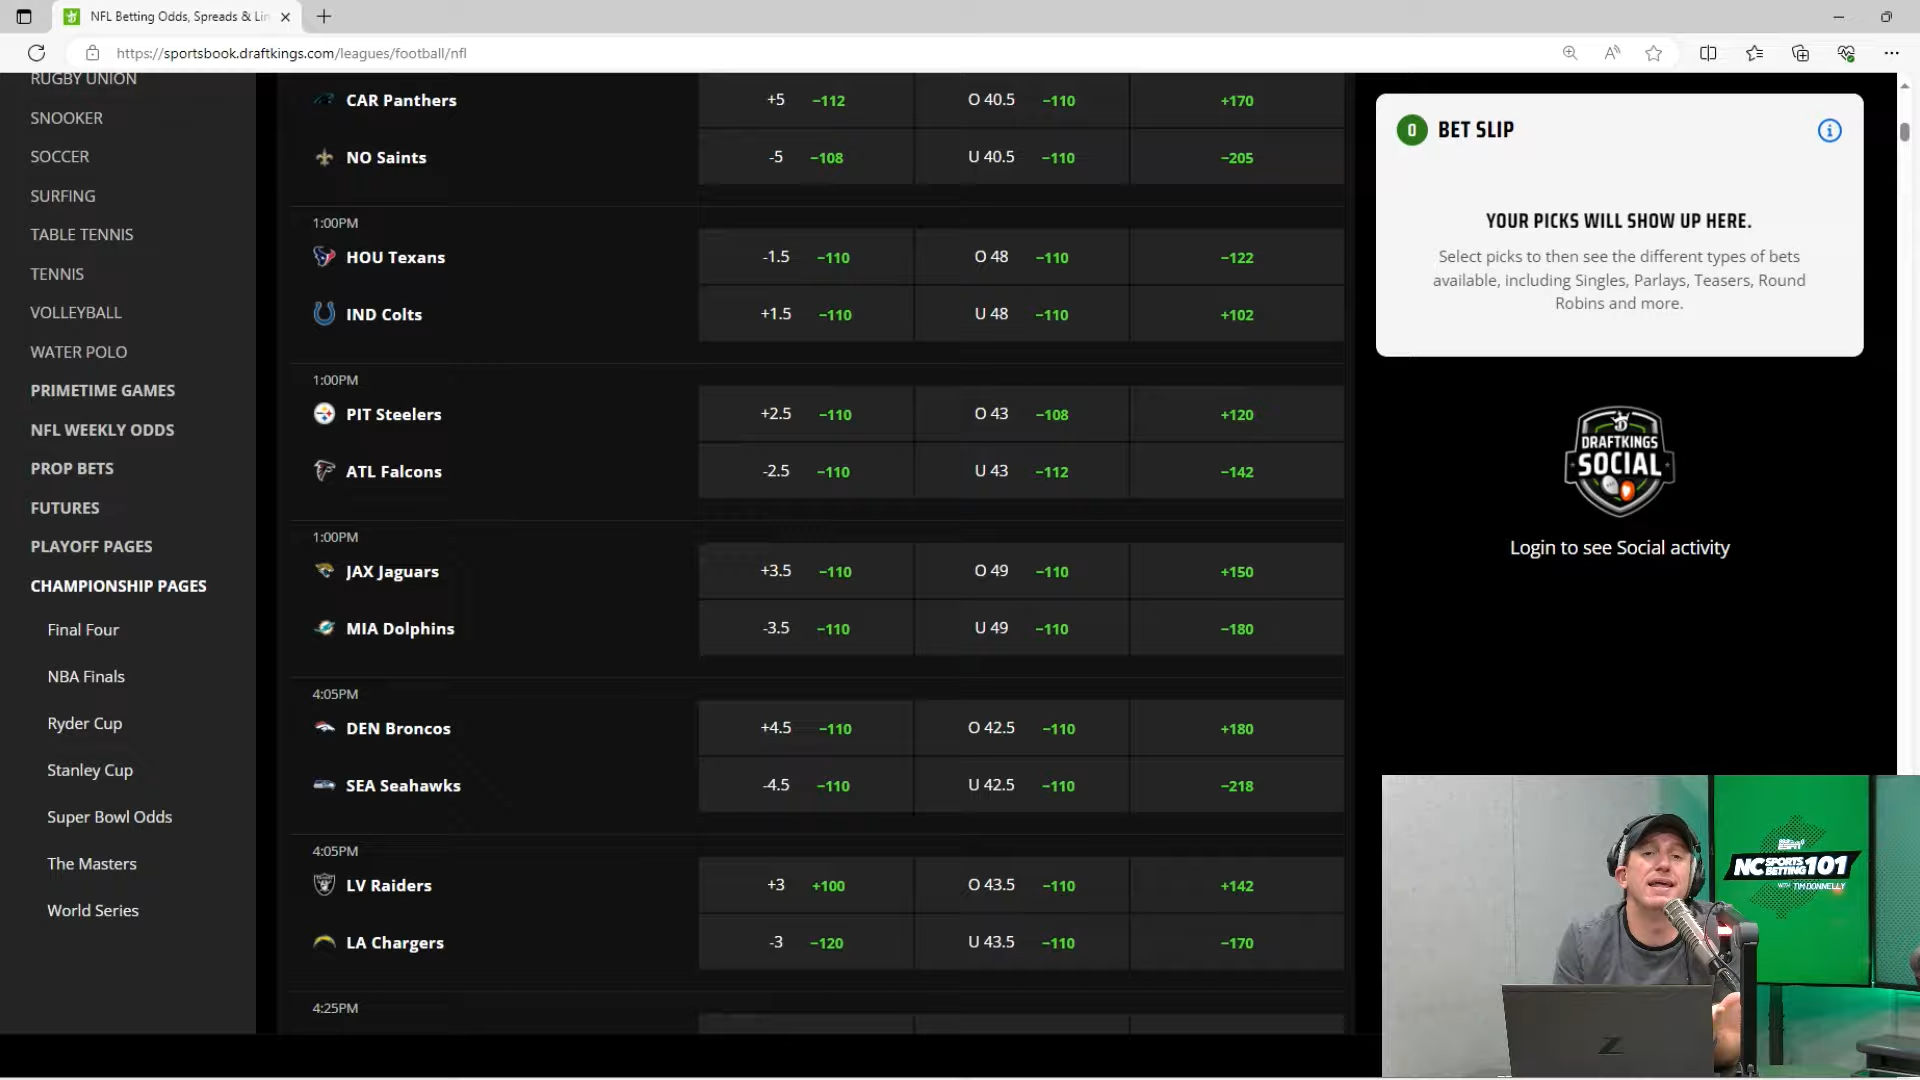 NFL Betting Odds, Spreads & Lin
https://sportsbook.draftkings.com/leagues/football/nfl
RUGBY UNION
SNOOKER
SOCCER
SURFING
TABLE TENNIS
TENNIS
VOLLEYBALL
WATER POLO
PRIMETIME GAMES
NFL WEEKLY ODDS
PROP BETS
FUTURES
PLAYOFF PAGES
CHAMPIONSHIP PAGES
Final Four
NBA Finals
Ryder Cup
Stanley Cup
Super Bowl Odds
The Masters
World Series
CAR Panthers +5 −112 O 40.5 −110 +170
NO Saints -5 −108 U 40.5 −110 −205
1:00PM
HOU Texans -1.5 −110 O 48 −110 −122
IND Colts +1.5 −110 U 48 −110 +102
1:00PM
PIT Steelers +2.5 −110 O 43 −108 +120
ATL Falcons -2.5 −110 U 43 −112 −142
1:00PM
JAX Jaguars +3.5 −110 O 49 −110 +150
MIA Dolphins -3.5 −110 U 49 −110 −180
4:05PM
DEN Broncos +4.5 −110 O 42.5 −110 +180
SEA Seahawks -4.5 −110 U 42.5 −110 −218
4:05PM
LV Raiders +3 +100 O 43.5 −110 +142
LA Chargers -3 −120 U 43.5 −110 −170
4:25PM
0 BET SLIP
YOUR PICKS WILL SHOW UP HERE.
Select picks to then see the different types of bets
available, including Singles, Parlays, Teasers, Round
Robins and more.
DRAFTKINGS
SOCIAL
Login to see Social activity
ESPN
NC SPORTS BETTING 101
WITH TIM DONNELLY